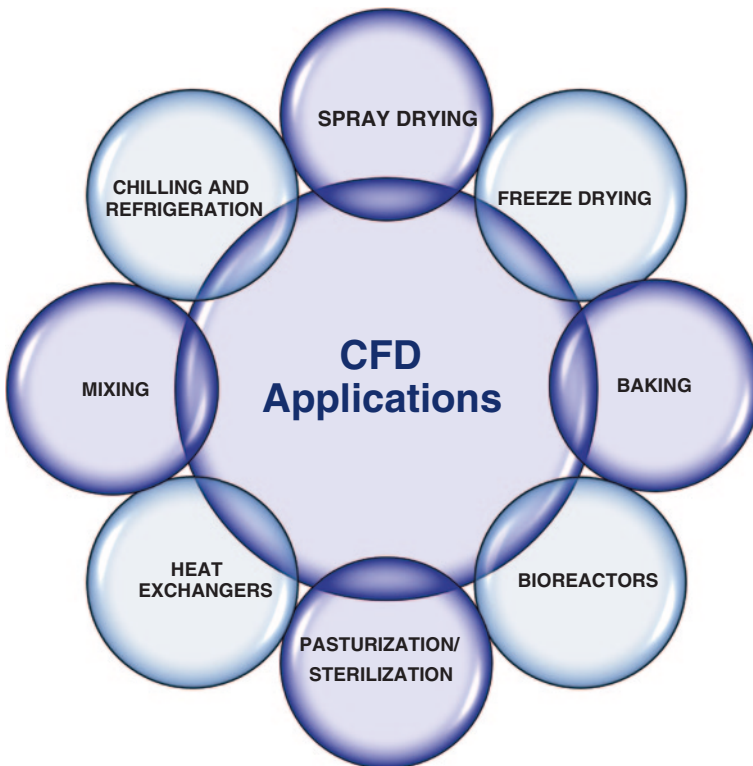 SPRAY DRYING
CHILLING AND
REFRIGERATION
FREEZE DRYING
CFD
Applications
MIXING
BAKING
HEAT
EXCHANGERS
BIOREACTORS
PASTURIZATION/
STERILIZATION